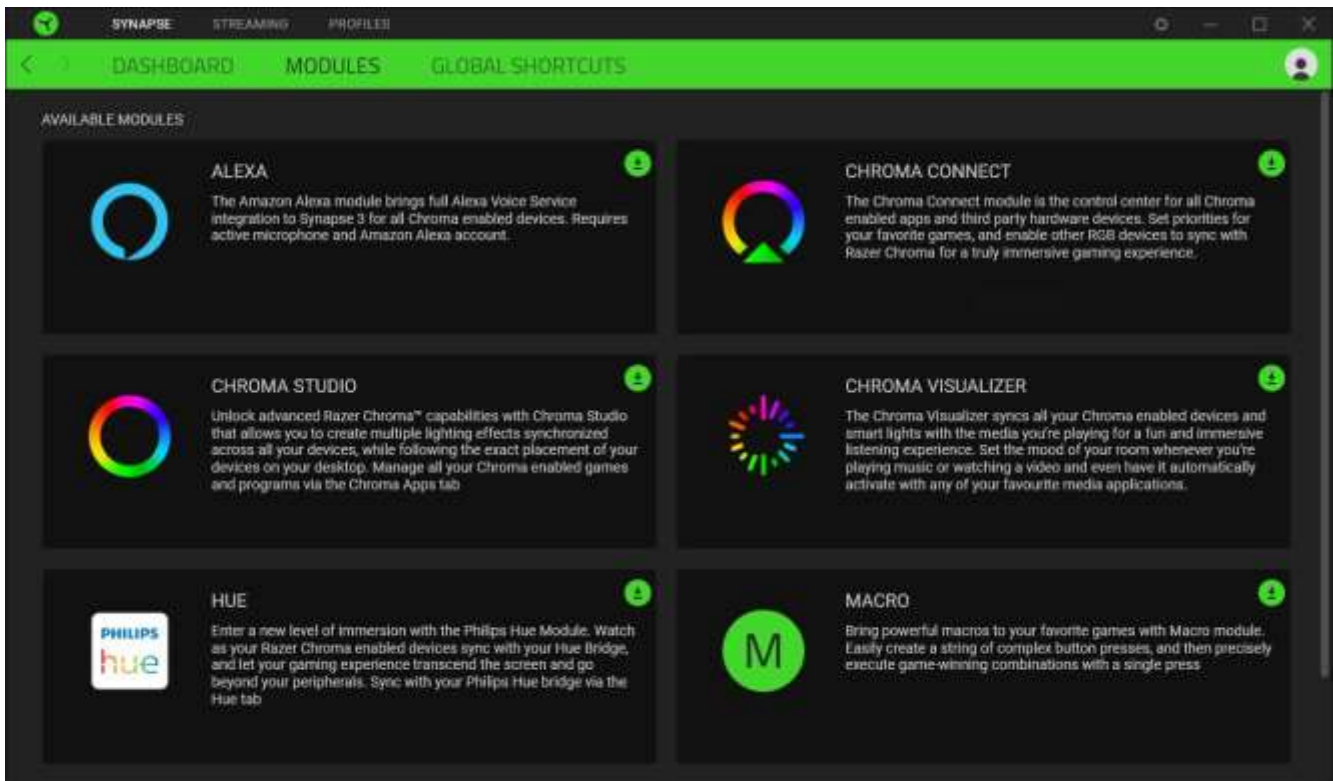 SYNAPSE STREAMING PROFILES
DASHBOARD MODULES GLOBAL SHORTCUTS
AVAILABLE MODULES
ALEXA
The Amazon Alexa module brings full Alexa Voice Service
integration to Synapse 3 for all Chroma enabled devices. Requires
active microphone and Amazon Alexa account.
CHROMA CONNECT
The Chroma Connect module is the control center for all Chroma
enabled apps and third party hardware devices. Set priorities for
your favorite games, and enable other RGB devices to sync with
Razer Chroma for a truly immersive gaming experience.
CHROMA STUDIO
Unlock advanced Razer Chroma™ capabilities with Chroma Studio
that allows you to create multiple lighting effects synchronized
across all your devices, while following the exact placement of your
devices on your desktop. Manage all your Chroma enabled games
and programs via the Chroma Apps tab
CHROMA VISUALIZER
The Chroma Visualizer syncs all your Chroma enabled devices and
smart lights with the media you're playing for a fun and immersive
listening experience. Set the mood of your room whenever you're
playing music or watching a video and even have it automatically
activate with any of your favourite media applications.
PHILIPS
hue
HUE
Enter a new level of immersion with the Philips Hue Module. Watch
as your Razer Chroma enabled devices sync with your Hue Bridge,
and let your gaming experience transcend the screen and go
beyond your peripherals. Sync with your Philips Hue bridge via the
Hue tab
M
MACRO
Bring powerful macros to your favorite games with Macro module.
Easily create a string of complex button presses, and then precisely
execute game-winning combinations with a single press